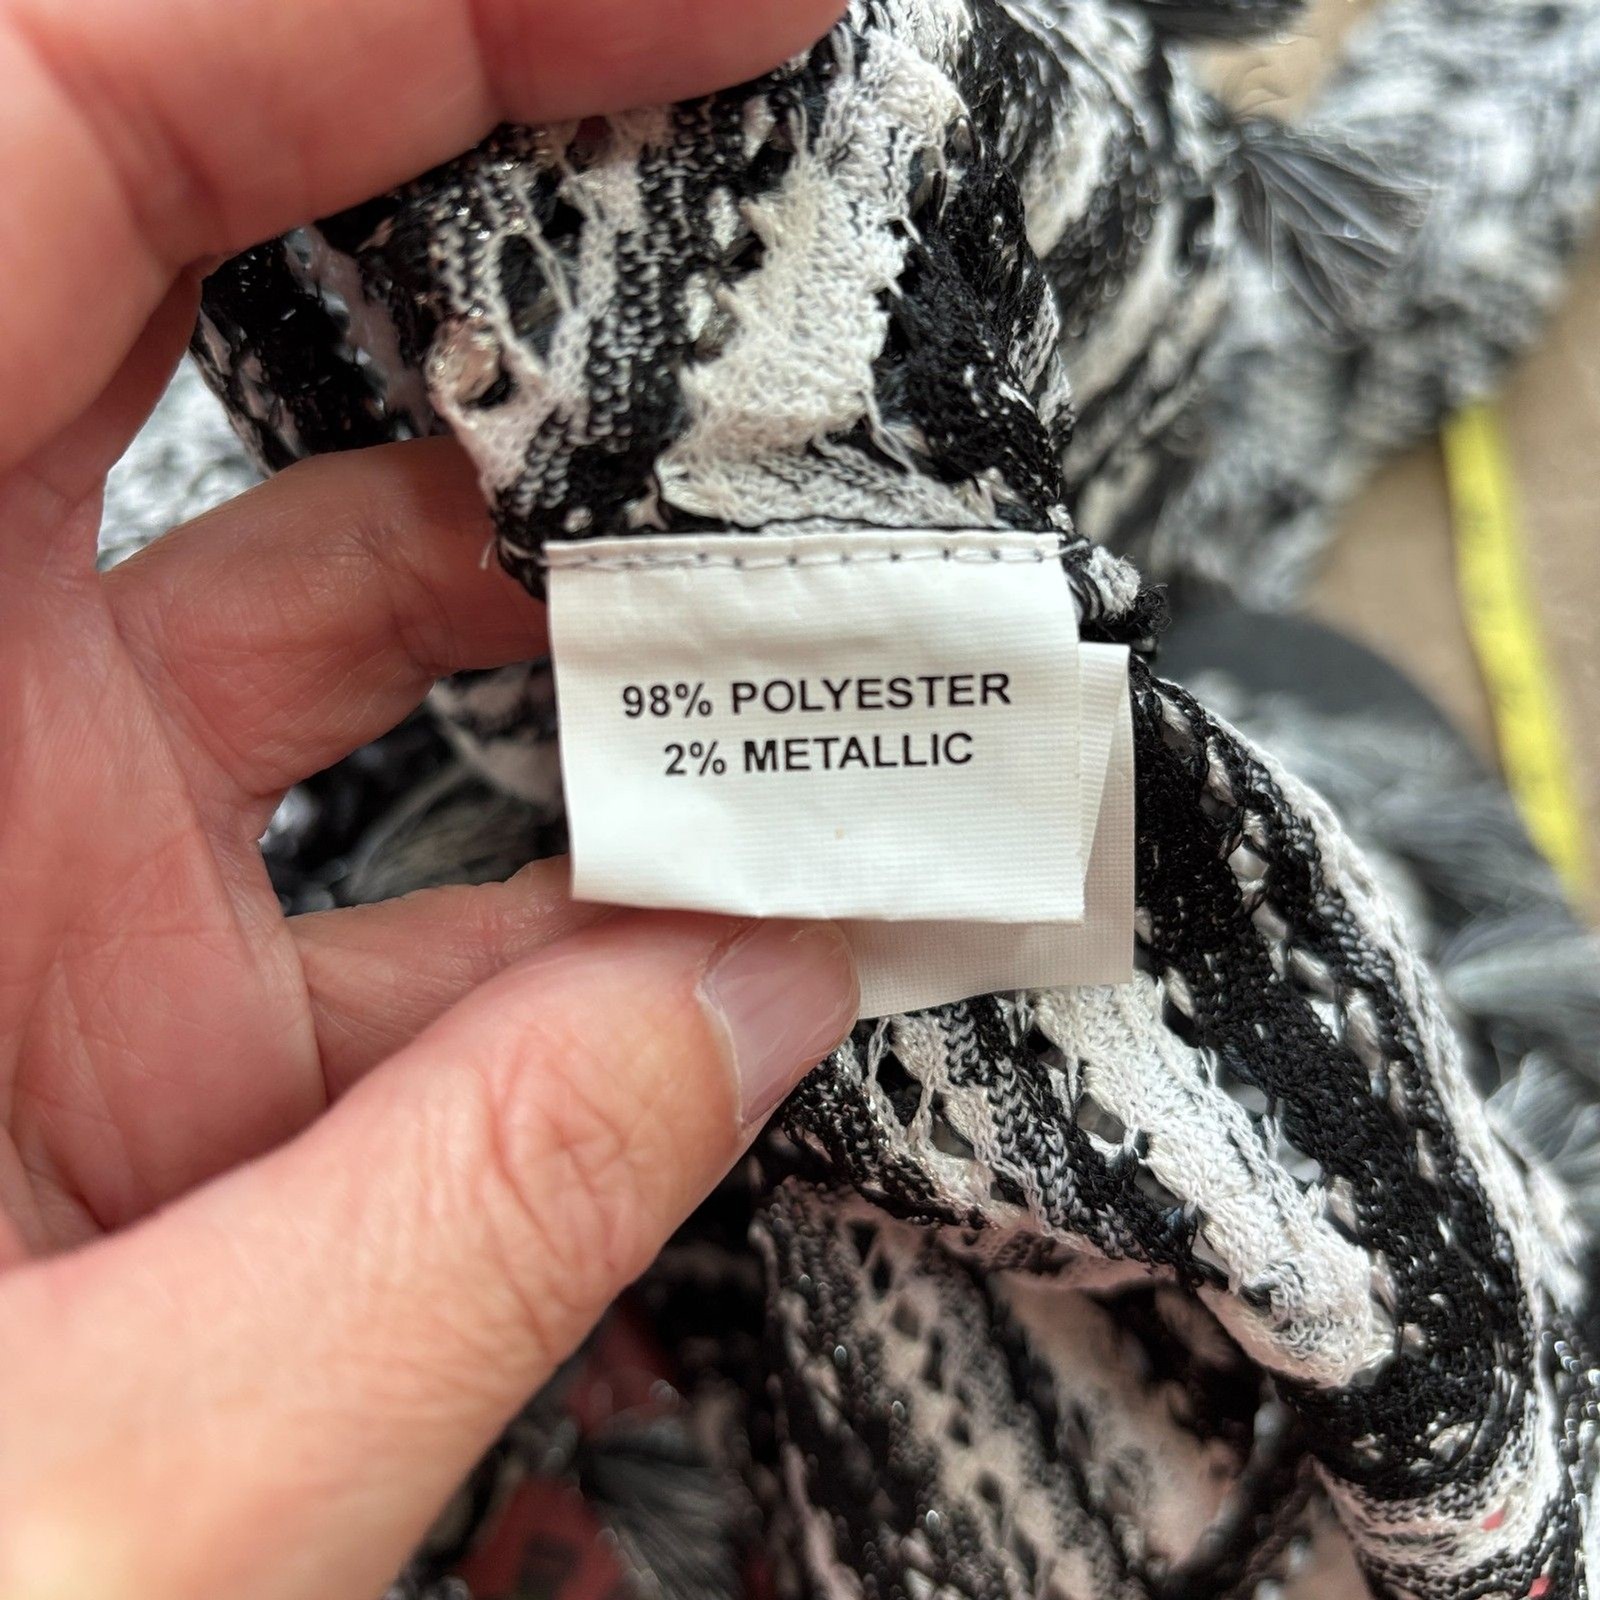 98% POLYESTER
2% METALLIC